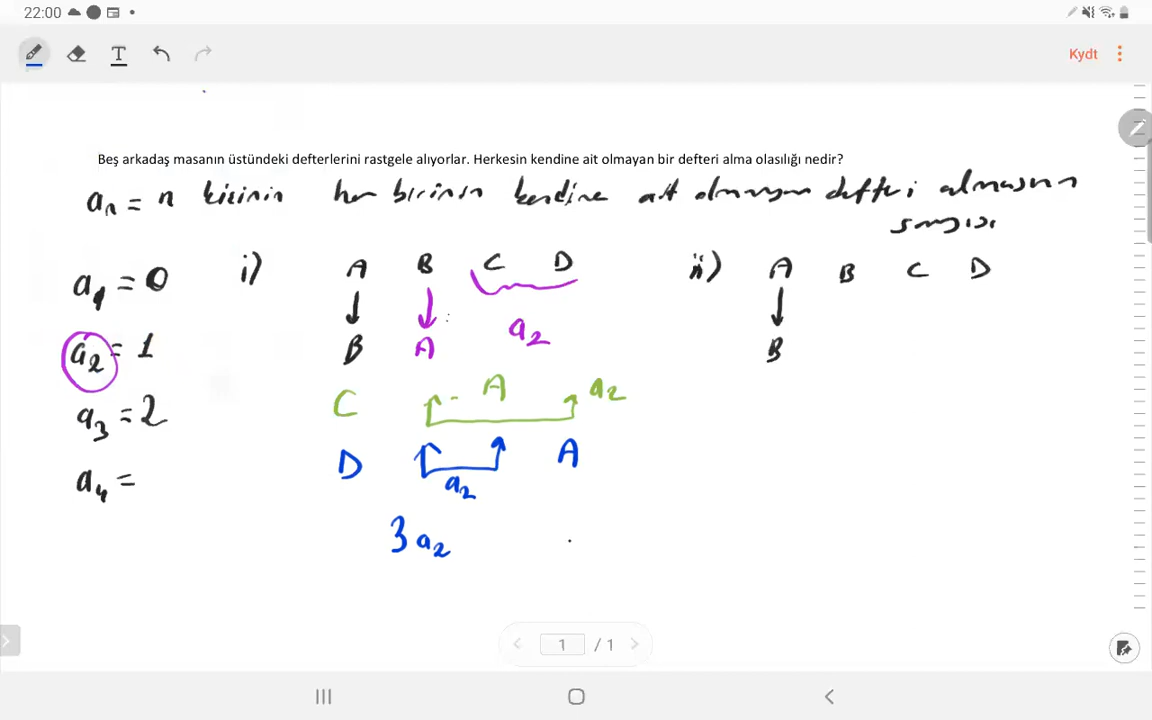 22:00
T
Kydt
Beş arkadaş masanın üstündeki defterlerini rastgele alıyorlar. Herkesin kendine ait olmayan bir defteri alma olasılığı nedir?
an = n kişinin her birinin kendine ait olmayan defteri almasının
sayısı
a1 = 0 i) A B C D ii) A B C D
↓ ↓ a2 ↓
a2 = 1 B A B
a3 = 2 C A a2
a4 = D a2 A
3a2
1 / 1